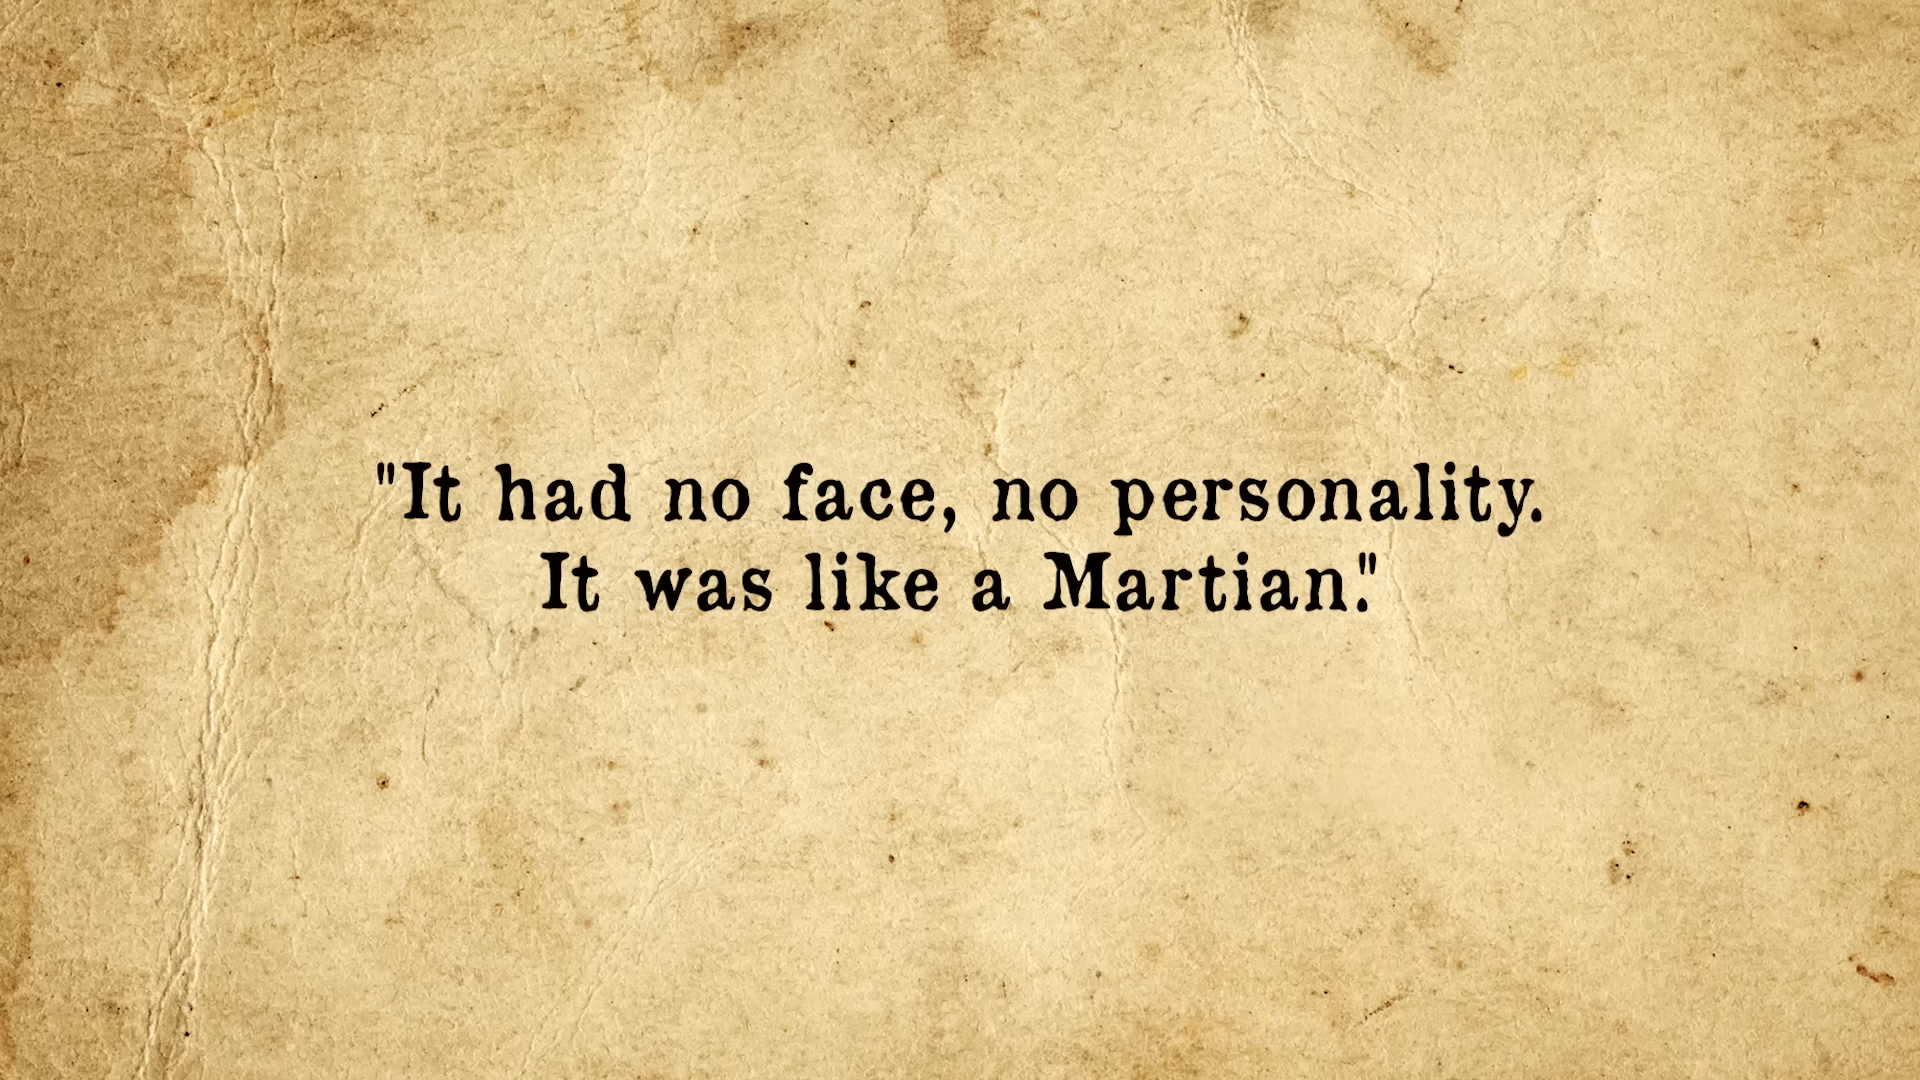 "It had no face, no personality.
It was like a Martian."